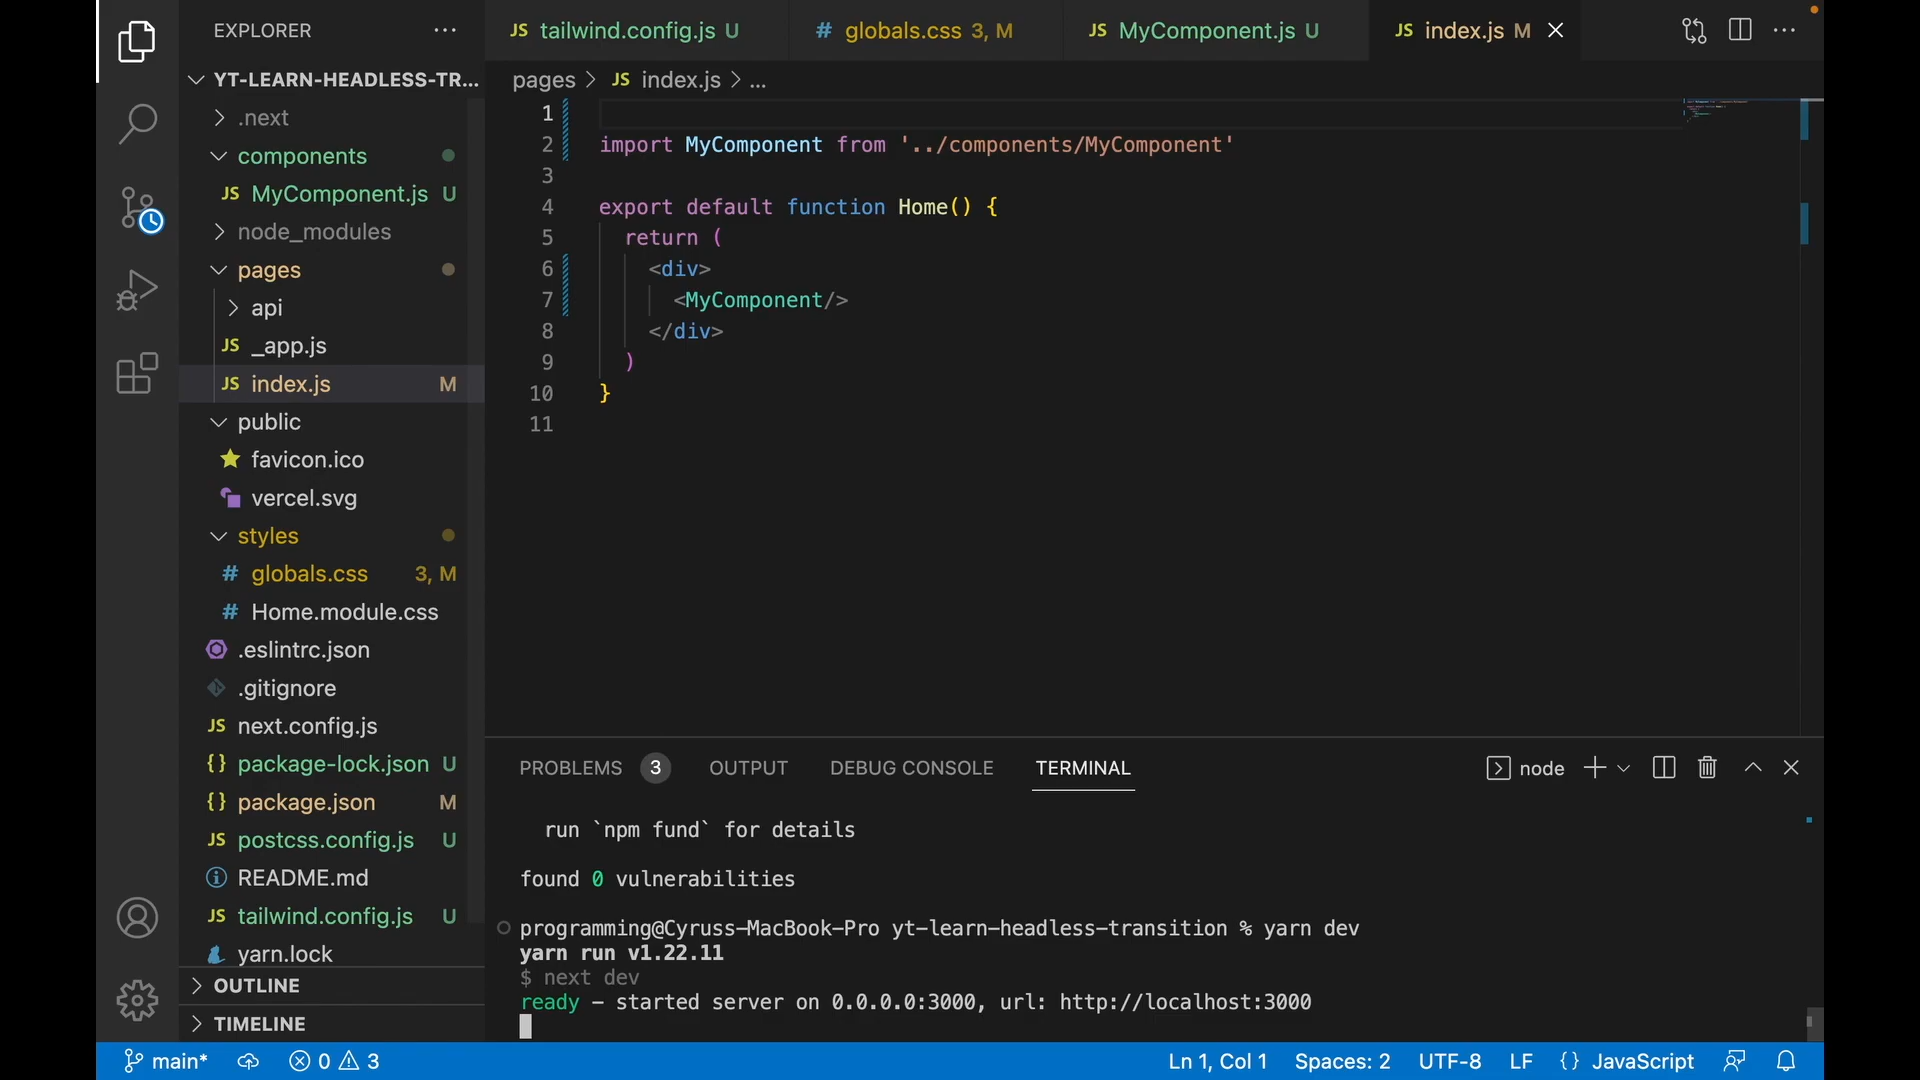 EXPLORER
YT-LEARN-HEADLESS-TR...
.next
components
JS MyComponent.js U
node_modules
pages
api
JS _app.js
JS index.js M
public
favicon.ico
vercel.svg
styles
# globals.css 3, M
# Home.module.css
.eslintrc.json
.gitignore
JS next.config.js
{} package-lock.json U
{} package.json M
JS postcss.config.js U
README.md
JS tailwind.config.js U
yarn.lock
OUTLINE
TIMELINE
JS tailwind.config.js U # globals.css 3, M JS MyComponent.js U JS index.js M
pages > JS index.js > ...
1
2 import MyComponent from '../components/MyComponent'
3
4 export default function Home() {
5 return (
6 <div>
7 <MyComponent/>
8 </div>
9 )
10 }
11
PROBLEMS 3 OUTPUT DEBUG CONSOLE TERMINAL node
run `npm fund` for details
found 0 vulnerabilities
programming@Cyruss-MacBook-Pro yt-learn-headless-transition % yarn dev
yarn run v1.22.11
$ next dev
ready - started server on 0.0.0.0:3000, url: http://localhost:3000
main* 0 3 Ln 1, Col 1 Spaces: 2 UTF-8 LF {} JavaScript